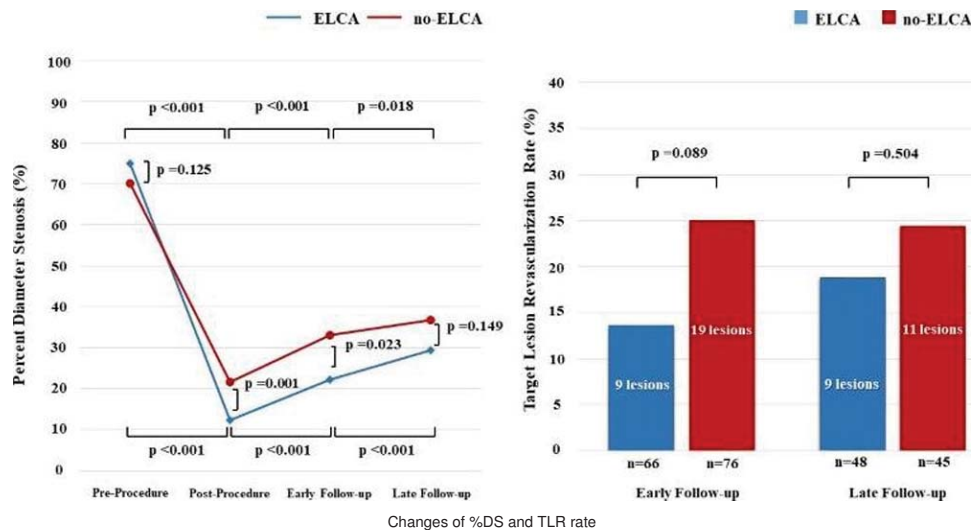 ELCA no-ELCA
100
90
80
70
60
50
40
30
20
10
0
Percent Diameter Stenosis (%)
p <0.001 p <0.001 p =0.018
p =0.125
p =0.149
p =0.023
p =0.001
p <0.001 p <0.001 p <0.001
Pre-Procedure Post-Procedure Early Follow-up Late Follow-up
ELCA no-ELCA
40
35
30
25
20
15
10
5
0
Target Lesion Revascularization Rate (%)
p =0.089 p =0.504
19 lesions 11 lesions
9 lesions 9 lesions
n=66 n=76 n=48 n=45
Early Follow-up Late Follow-up
Changes of %DS and TLR rate